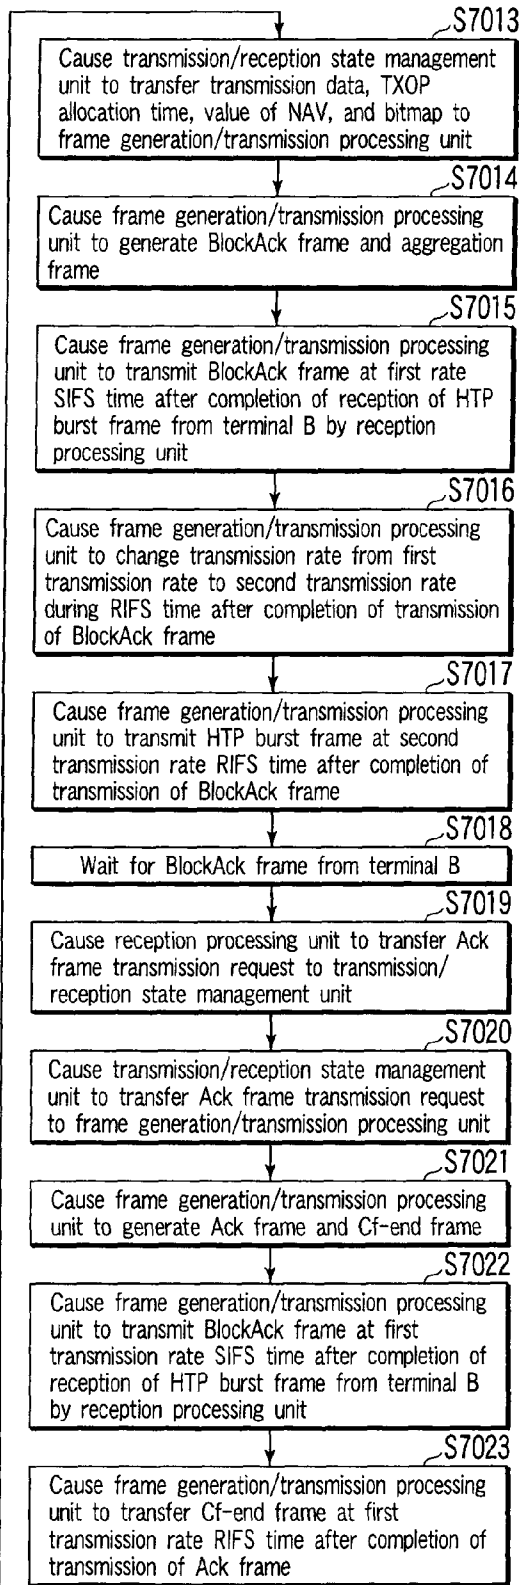 S7013
Cause transmission/reception state management
unit to transfer transmission data, TXOP
allocation time, value of NAV, and bitmap to
frame generation/transmission processing unit
S7014
Cause frame generation/transmission processing
unit to generate BlockAck frame and aggregation
frame
S7015
Cause frame generation/transmission processing
unit to transmit BlockAck frame at first rate
SIFS time after completion of reception of HTP
burst frame from terminal B by reception
processing unit
S7016
Cause frame generation/transmission processing
unit to change transmission rate from first
transmission rate to second transmission rate
during RIFS time after completion of transmission
of BlockAck frame
S7017
Cause frame generation/transmission processing
unit to transmit HTP burst frame at second
transmission rate RIFS time after completion of
transmission of BlockAck frame
S7018
Wait for BlockAck frame from terminal B
S7019
Cause reception processing unit to transfer Ack
frame transmission request to transmission/
reception state management unit
S7020
Cause transmission/reception state management
unit to transfer Ack frame transmission request
to frame generation/transmission processing unit
S7021
Cause frame generation/transmission processing
unit to generate Ack frame and Cf-end frame
S7022
Cause frame generation/transmission processing
unit to transmit BlockAck frame at first
transmission rate SIFS time after completion of
reception of HTP burst frame from terminal B
by reception processing unit
S7023
Cause frame generation/transmission processing
unit to transfer Cf-end frame at first
transmission rate RIFS time after completion of
transmission of Ack frame